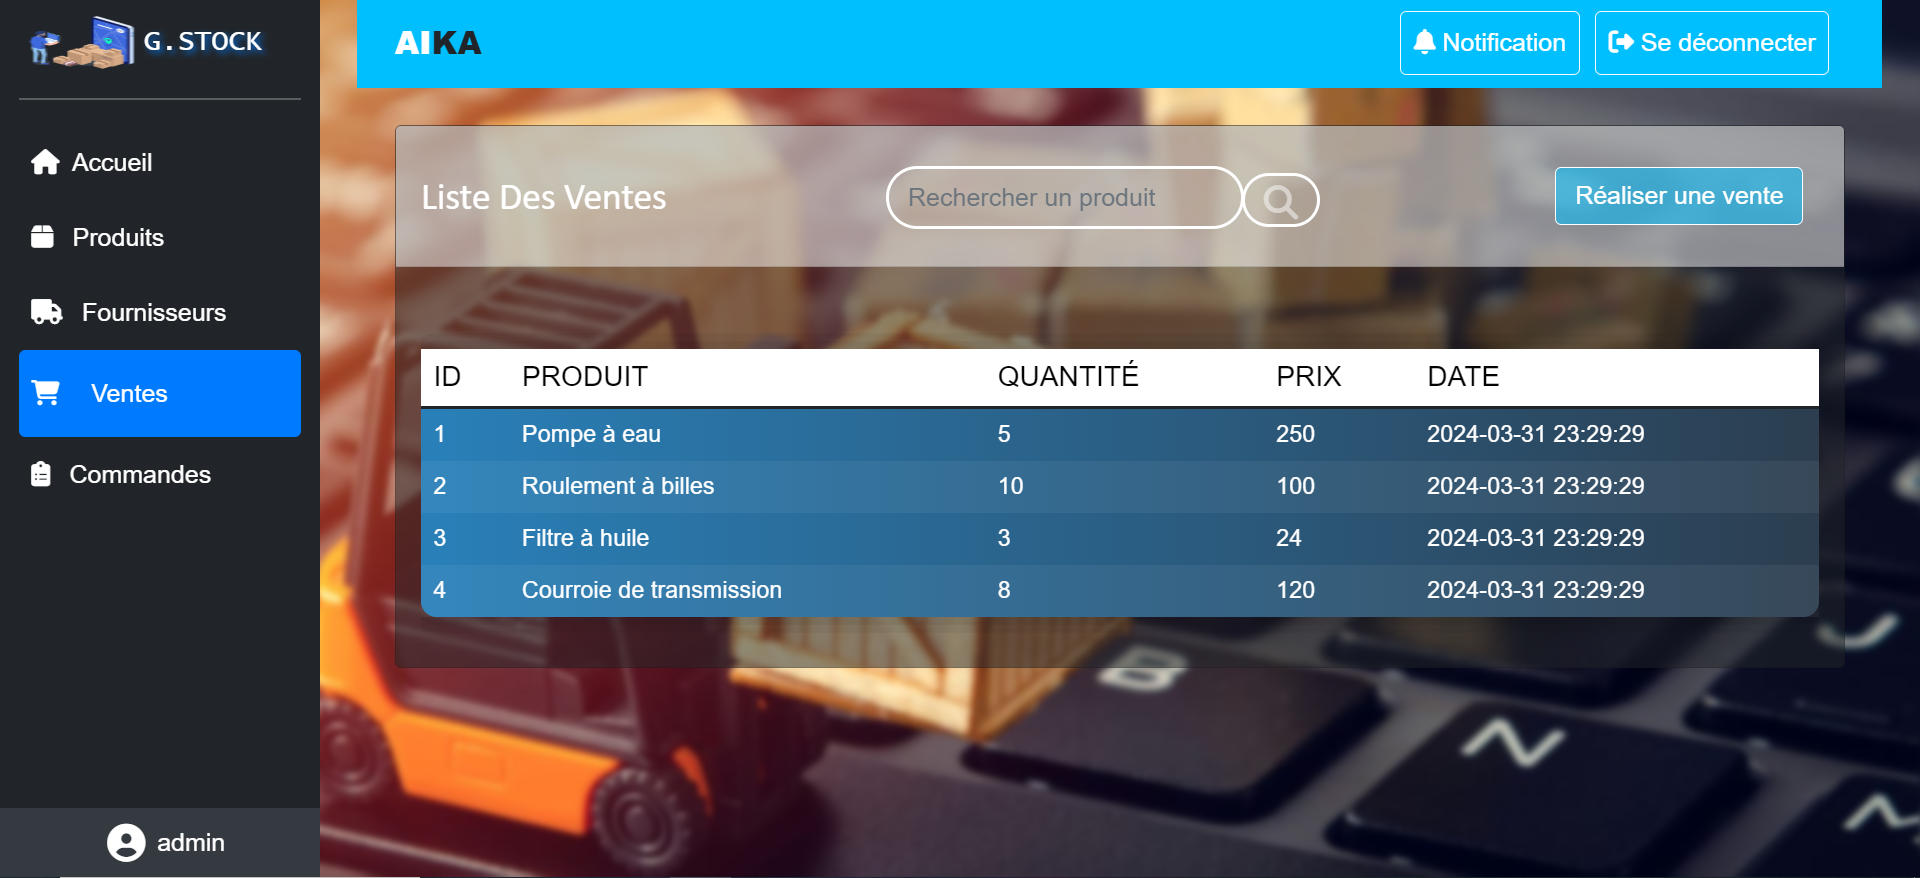 G.STOCK
Accueil
Produits
Fournisseurs
Ventes
Commandes
admin
AIKA
Notification
Se déconnecter
Liste Des Ventes
Rechercher un produit
Réaliser une vente
ID PRODUIT QUANTITÉ PRIX DATE
1 Pompe à eau 5 250 2024-03-31 23:29:29
2 Roulement à billes 10 100 2024-03-31 23:29:29
3 Filtre à huile 3 24 2024-03-31 23:29:29
4 Courroie de transmission 8 120 2024-03-31 23:29:29
B
N
J
M